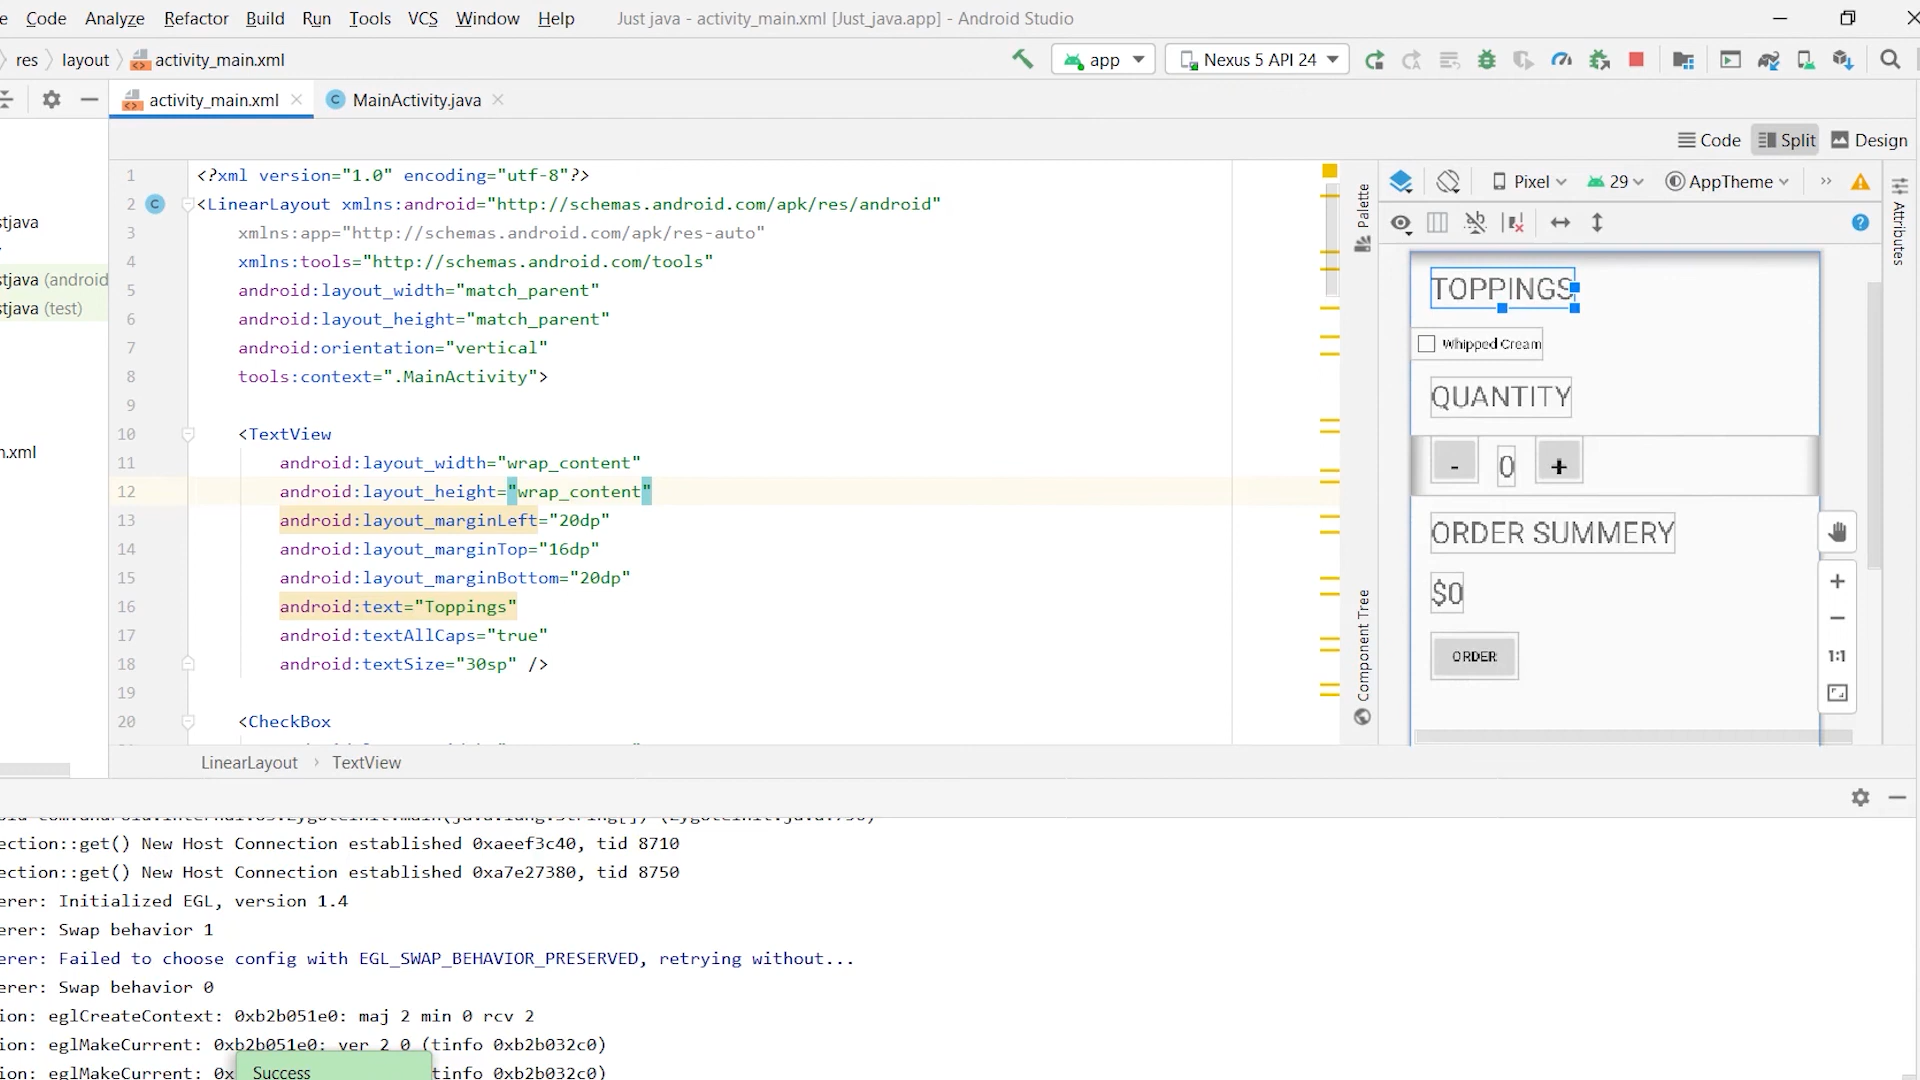 Code Analyze Refactor Build Run Tools VCS Window Help Just java - activity_main.xml [Just_java.app] - Android Studio
res layout activity_main.xml app Nexus 5 API 24
activity_main.xml MainActivity.java
Code Split Design
Pixel 29 AppTheme
Palette
Component Tree
Attributes
stjava
stjava (android
stjava (test)
n.xml
1 <?xml version="1.0" encoding="utf-8"?>
2 <LinearLayout xmlns:android="http://schemas.android.com/apk/res/android"
3 xmlns:app="http://schemas.android.com/apk/res-auto"
4 xmlns:tools="http://schemas.android.com/tools"
5 android:layout_width="match_parent"
6 android:layout_height="match_parent"
7 android:orientation="vertical"
8 tools:context=".MainActivity">
9
10 <TextView
11 android:layout_width="wrap_content"
12 android:layout_height="wrap_content"
13 android:layout_marginLeft="20dp"
14 android:layout_marginTop="16dp"
15 android:layout_marginBottom="20dp"
16 android:text="Toppings"
17 android:textAllCaps="true"
18 android:textSize="30sp" />
19
20 <CheckBox
TOPPINGS
Whipped Cream
QUANTITY
- 0 +
ORDER SUMMERY
$0
ORDER
1:1
LinearLayout TextView
ection::get() New Host Connection established 0xaeef3c40, tid 8710
ection::get() New Host Connection established 0xa7e27380, tid 8750
erer: Initialized EGL, version 1.4
erer: Swap behavior 1
erer: Failed to choose config with EGL_SWAP_BEHAVIOR_PRESERVED, retrying without...
erer: Swap behavior 0
ion: eglCreateContext: 0xb2b051e0: maj 2 min 0 rcv 2
ion: eglMakeCurrent: 0xb2b051e0: ver 2 0 (tinfo 0xb2b032c0)
ion: eglMakeCurrent: 0x Success tinfo 0xb2b032c0)